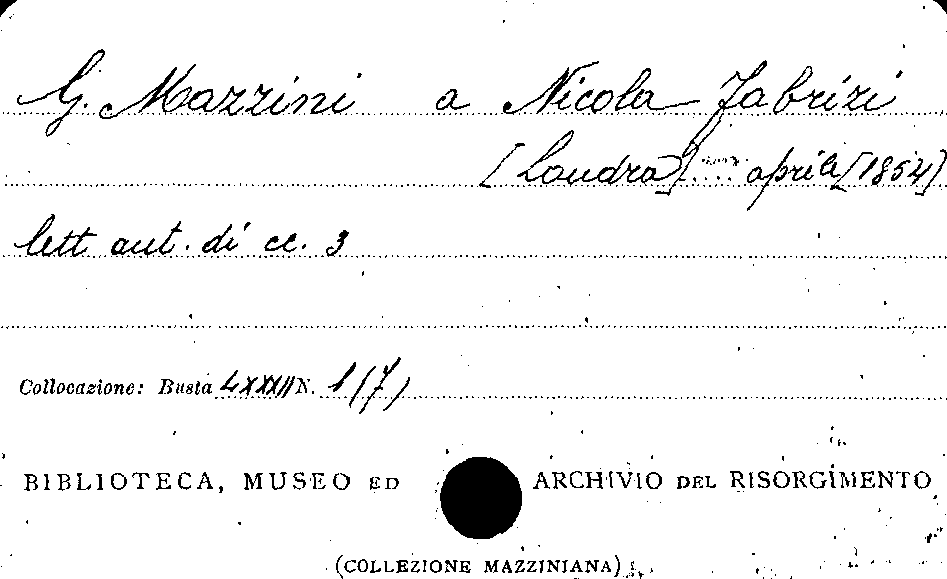 G. Mazzini a Nicola Fabrizi
[Londra] .... aprile [1854]
lett. aut. di cc. 3
Collocazione: Busta LXXXII N. 1 (7)
BIBLIOTECA, MUSEO ED ARCHIVIO DEL RISORGIMENTO
(COLLEZIONE MAZZINIANA)